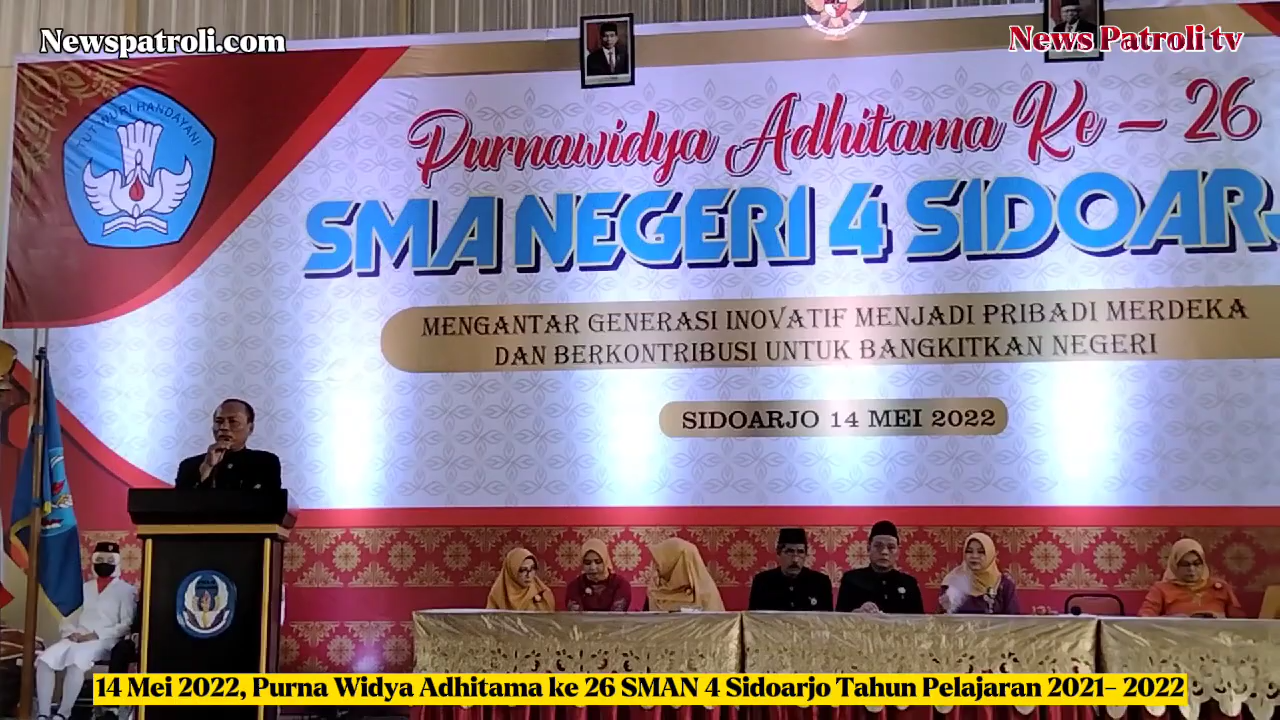 Newspatroli.com
News Patroli tv
TUT WURI HANDAYANI
Purnawidya Adhitama Ke - 26
SMA NEGERI 4 SIDOARJ
MENGANTAR GENERASI INOVATIF MENJADI PRIBADI MERDEKA
DAN BERKONTRIBUSI UNTUK BANGKITKAN NEGERI
SIDOARJO 14 MEI 2022
14 Mei 2022, Purna Widya Adhitama ke 26 SMAN 4 Sidoarjo Tahun Pelajaran 2021- 2022